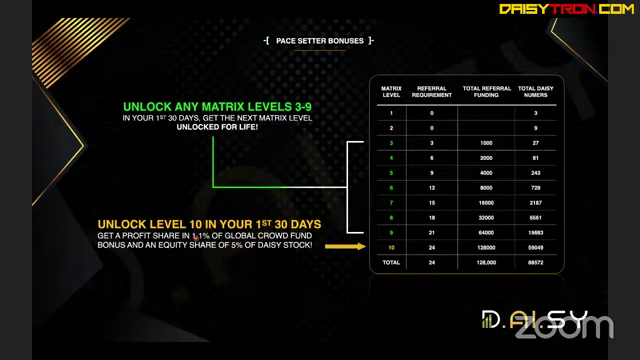 DAISYTRON.COM
-[ PACE SETTER BONUSES ]-
UNLOCK ANY MATRIX LEVELS 3-9
IN YOUR 1ST 30 DAYS, GET THE NEXT MATRIX LEVEL
UNLOCKED FOR LIFE!
UNLOCK LEVEL 10 IN YOUR 1ST 30 DAYS
GET A PROFIT SHARE IN 1.1% OF GLOBAL CROWD FUND
BONUS AND AN EQUITY SHARE OF 5% OF DAISY STOCK!
MATRIX LEVEL REFERRAL REQUIREMENT TOTAL REFERRAL FUNDING TOTAL DAISY NUMERS
1 0 3
2 0 9
3 3 1000 27
4 6 2000 81
5 9 4000 243
6 12 8000 729
7 15 16000 2187
8 18 32000 6561
9 21 64000 19683
10 24 128000 59049
TOTAL 24 128,000 88572
D.AI.SY
zoom